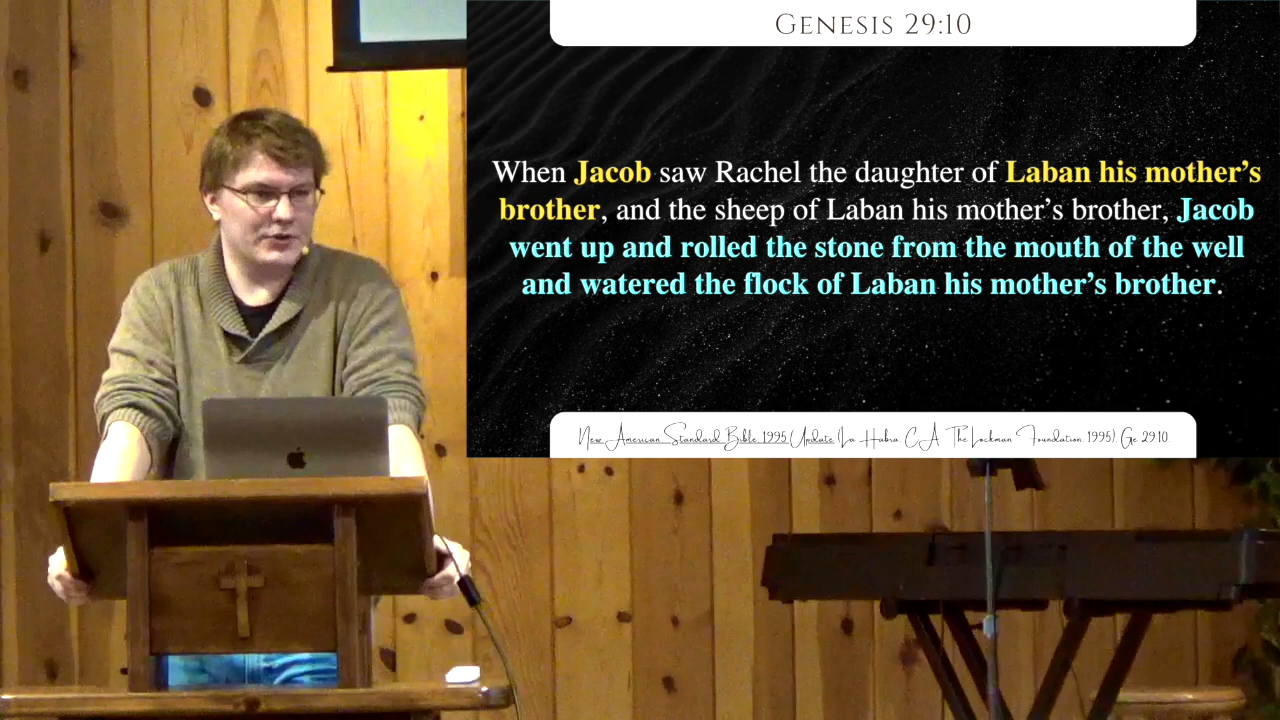 GENESIS 29:10
When Jacob saw Rachel the daughter of Laban his mother's
brother, and the sheep of Laban his mother's brother, Jacob
went up and rolled the stone from the mouth of the well
and watered the flock of Laban his mother's brother.
New American Standard Bible, 1995 (Update La Habra CA: The Lockman Foundation, 1995), Ge 29:10.